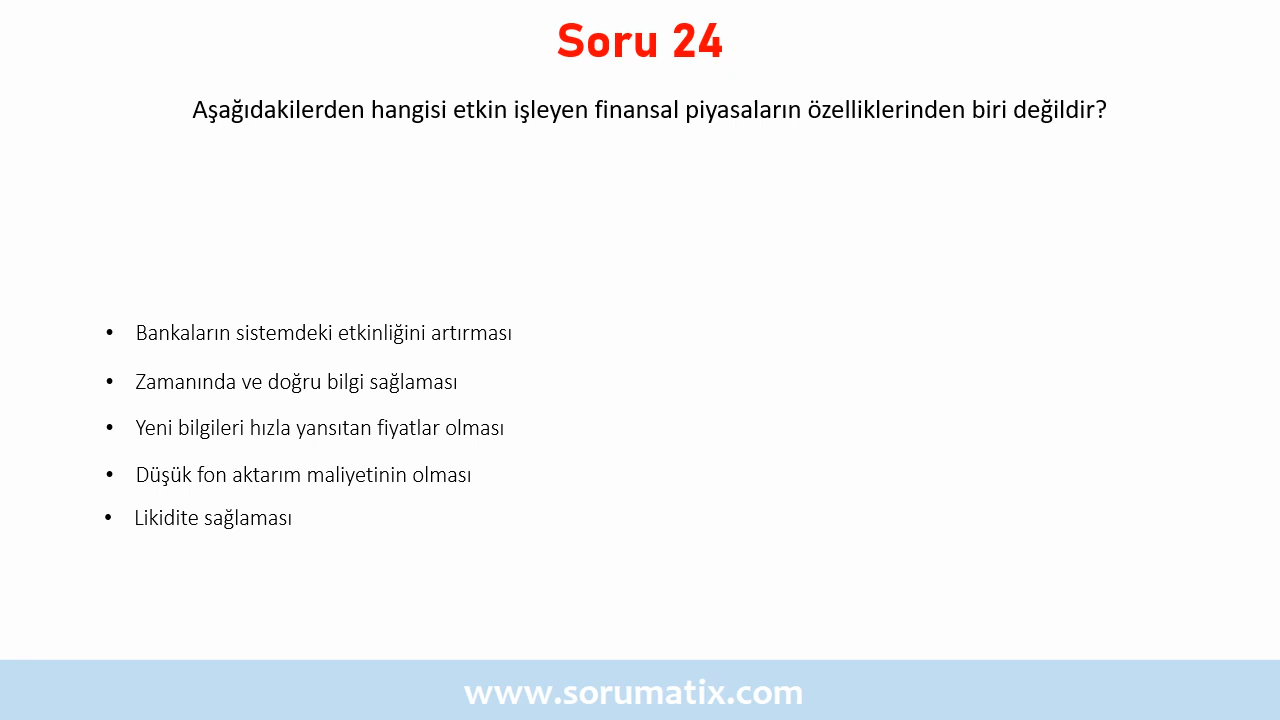 Soru 24
Aşağıdakilerden hangisi etkin işleyen finansal piyasaların özelliklerinden biri değildir?
• Bankaların sistemdeki etkinliğini artırması
• Zamanında ve doğru bilgi sağlaması
• Yeni bilgileri hızla yansıtan fiyatlar olması
• Düşük fon aktarım maliyetinin olması
• Likidite sağlaması
www.sorumatix.com